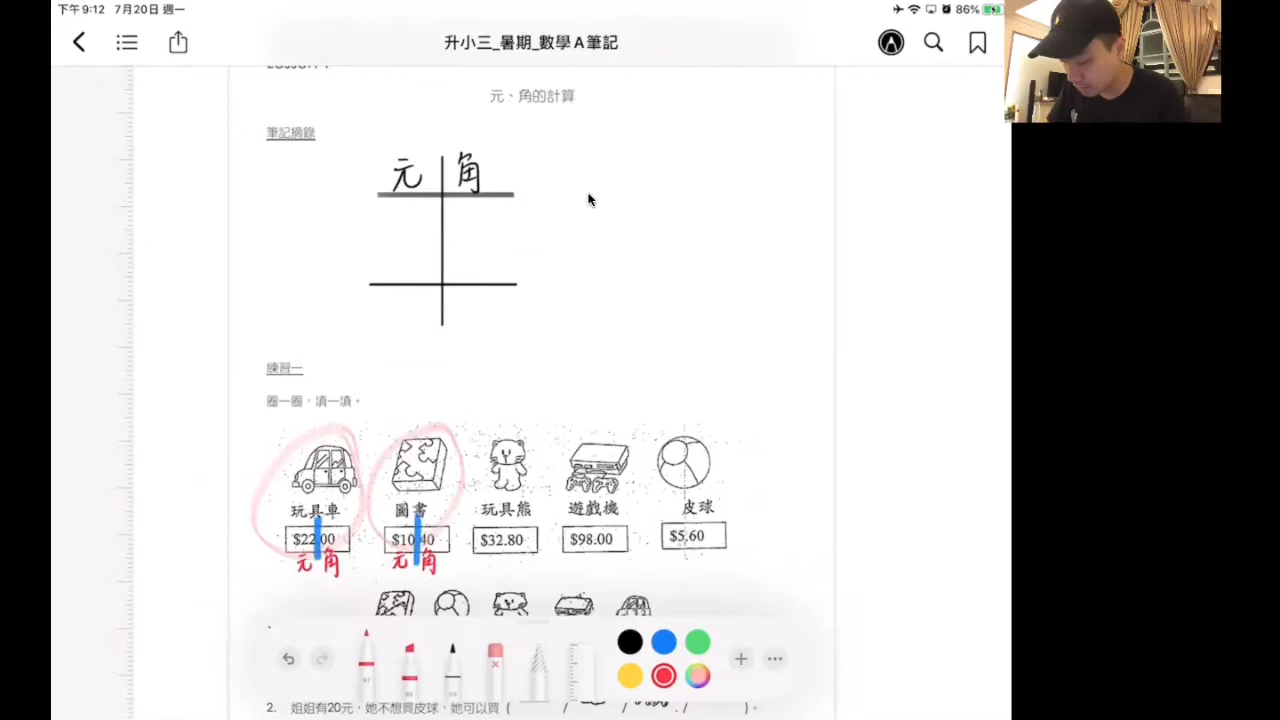 下午9:12 7月20日 週一
86%
升小三_暑期_數學A筆記
元、角的計算
筆記摘錄
元 角
練習一
圈一圈，填一填。
玩具車 圖書 玩具熊 遊戲機 皮球
$22.00 $10.40 $32.80 $98.00 $5.60
元 角 元 角
2. 姐姐有20元，她不想買皮球，她可以買 ( / / / )。